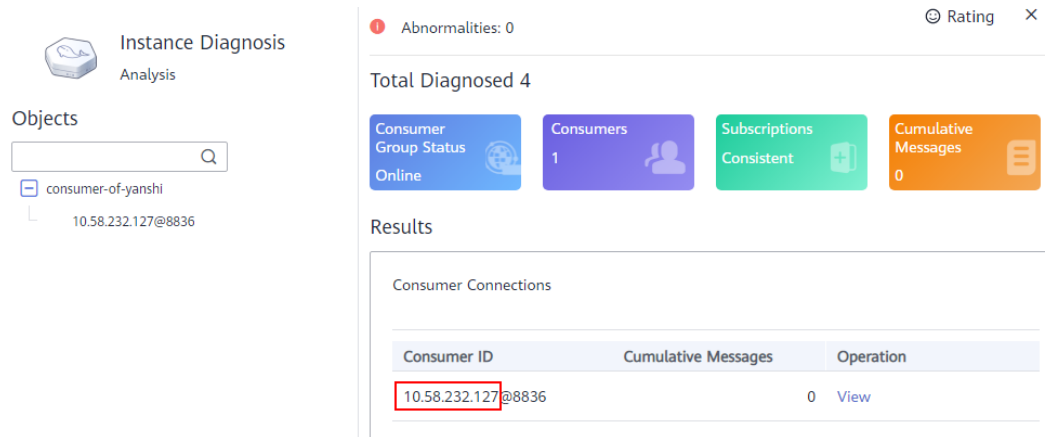 Instance Diagnosis
Analysis
Objects
consumer-of-yanshi
10.58.232.127@8836
Abnormalities: 0
Rating
Total Diagnosed 4
Consumer
Group Status
Online
Consumers
1
Subscriptions
Consistent
Cumulative
Messages
0
Results
Consumer Connections
Consumer ID Cumulative Messages Operation
10.58.232.127@8836 0 View